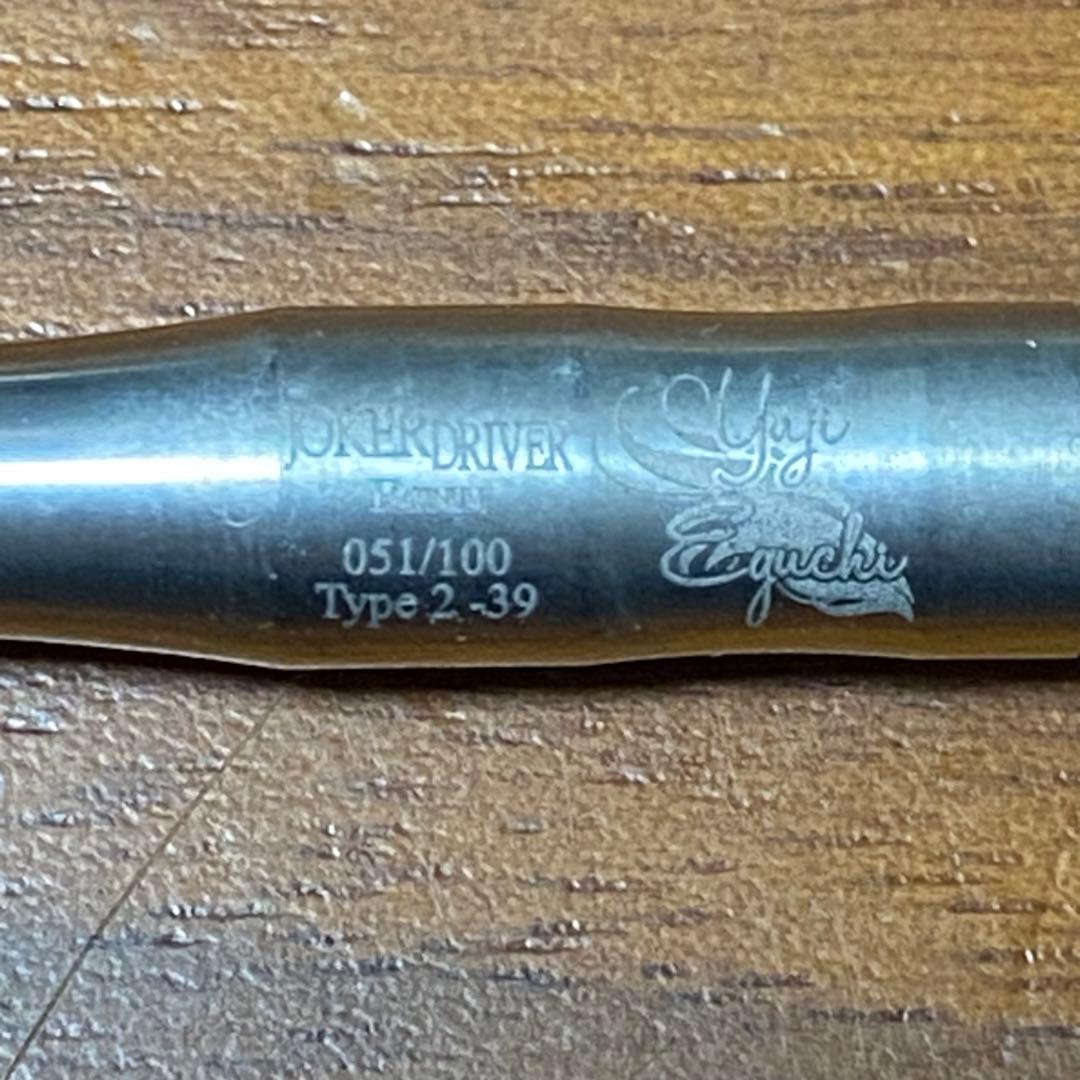 JOKERDRIVER
051/100
Type 2 -39
Yuji
Eguchi